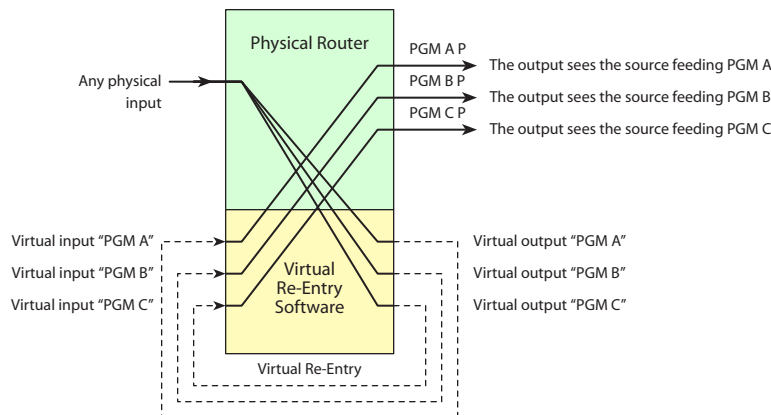 Physical Router
Any physical
input
PGM A P
The output sees the source feeding PGM A
PGM B P
The output sees the source feeding PGM B
PGM C P
The output sees the source feeding PGM C
Virtual input “PGM A”
Virtual input “PGM B”
Virtual input “PGM C”
Virtual
Re-Entry
Software
Virtual output “PGM A”
Virtual output “PGM B”
Virtual output “PGM C”
Virtual Re-Entry